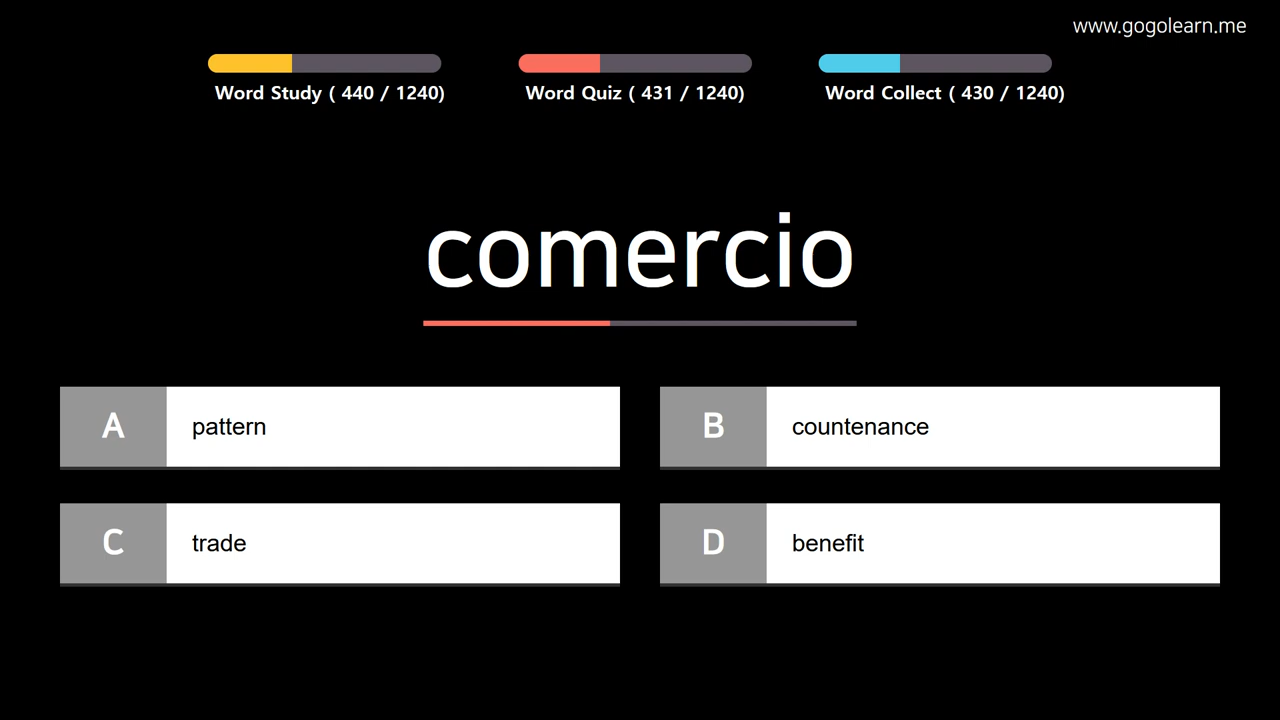 www.gogolearn.me
Word Study ( 440 / 1240)
Word Quiz ( 431 / 1240)
Word Collect ( 430 / 1240)
comercio
A pattern
B countenance
C trade
D benefit